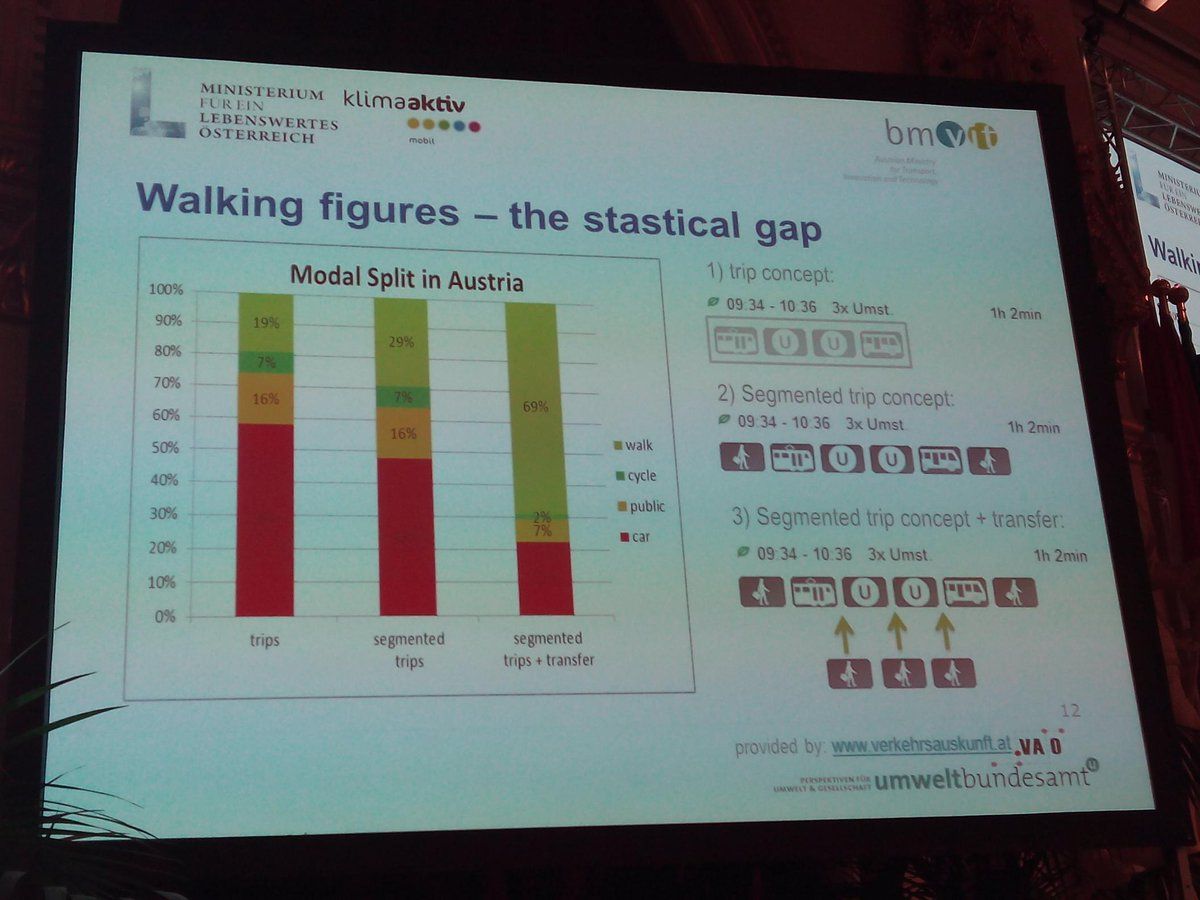 MINISTERIUM
FÜR EIN
LEBENSWERTES
ÖSTERREICH
klimaaktiv
mobil
bmvit
Austrian Ministry
for Transport,
Innovation and Technology
Walking figures – the stastical gap
Modal Split in Austria
100%
90%
80%
70%
60%
50%
40%
30%
20%
10%
0%
19%
7%
16%
29%
7%
16%
69%
2%
7%
trips
segmented
trips
segmented
trips + transfer
walk
cycle
public
car
1) trip concept:
09:34 - 10:36 3x Umst. 1h 2min
U U
2) Segmented trip concept:
09:34 - 10:36 3x Umst. 1h 2min
U U
3) Segmented trip concept + transfer:
09:34 - 10:36 3x Umst. 1h 2min
U U
12
provided by: www.verkehrsauskunft.at VAO
PERSPEKTIVEN FÜR
UMWELT & GESELLSCHAFT umweltbundesamt U
MINISTERIU
FÜR EIN
LEBENSWER
ÖSTERRE
Walki